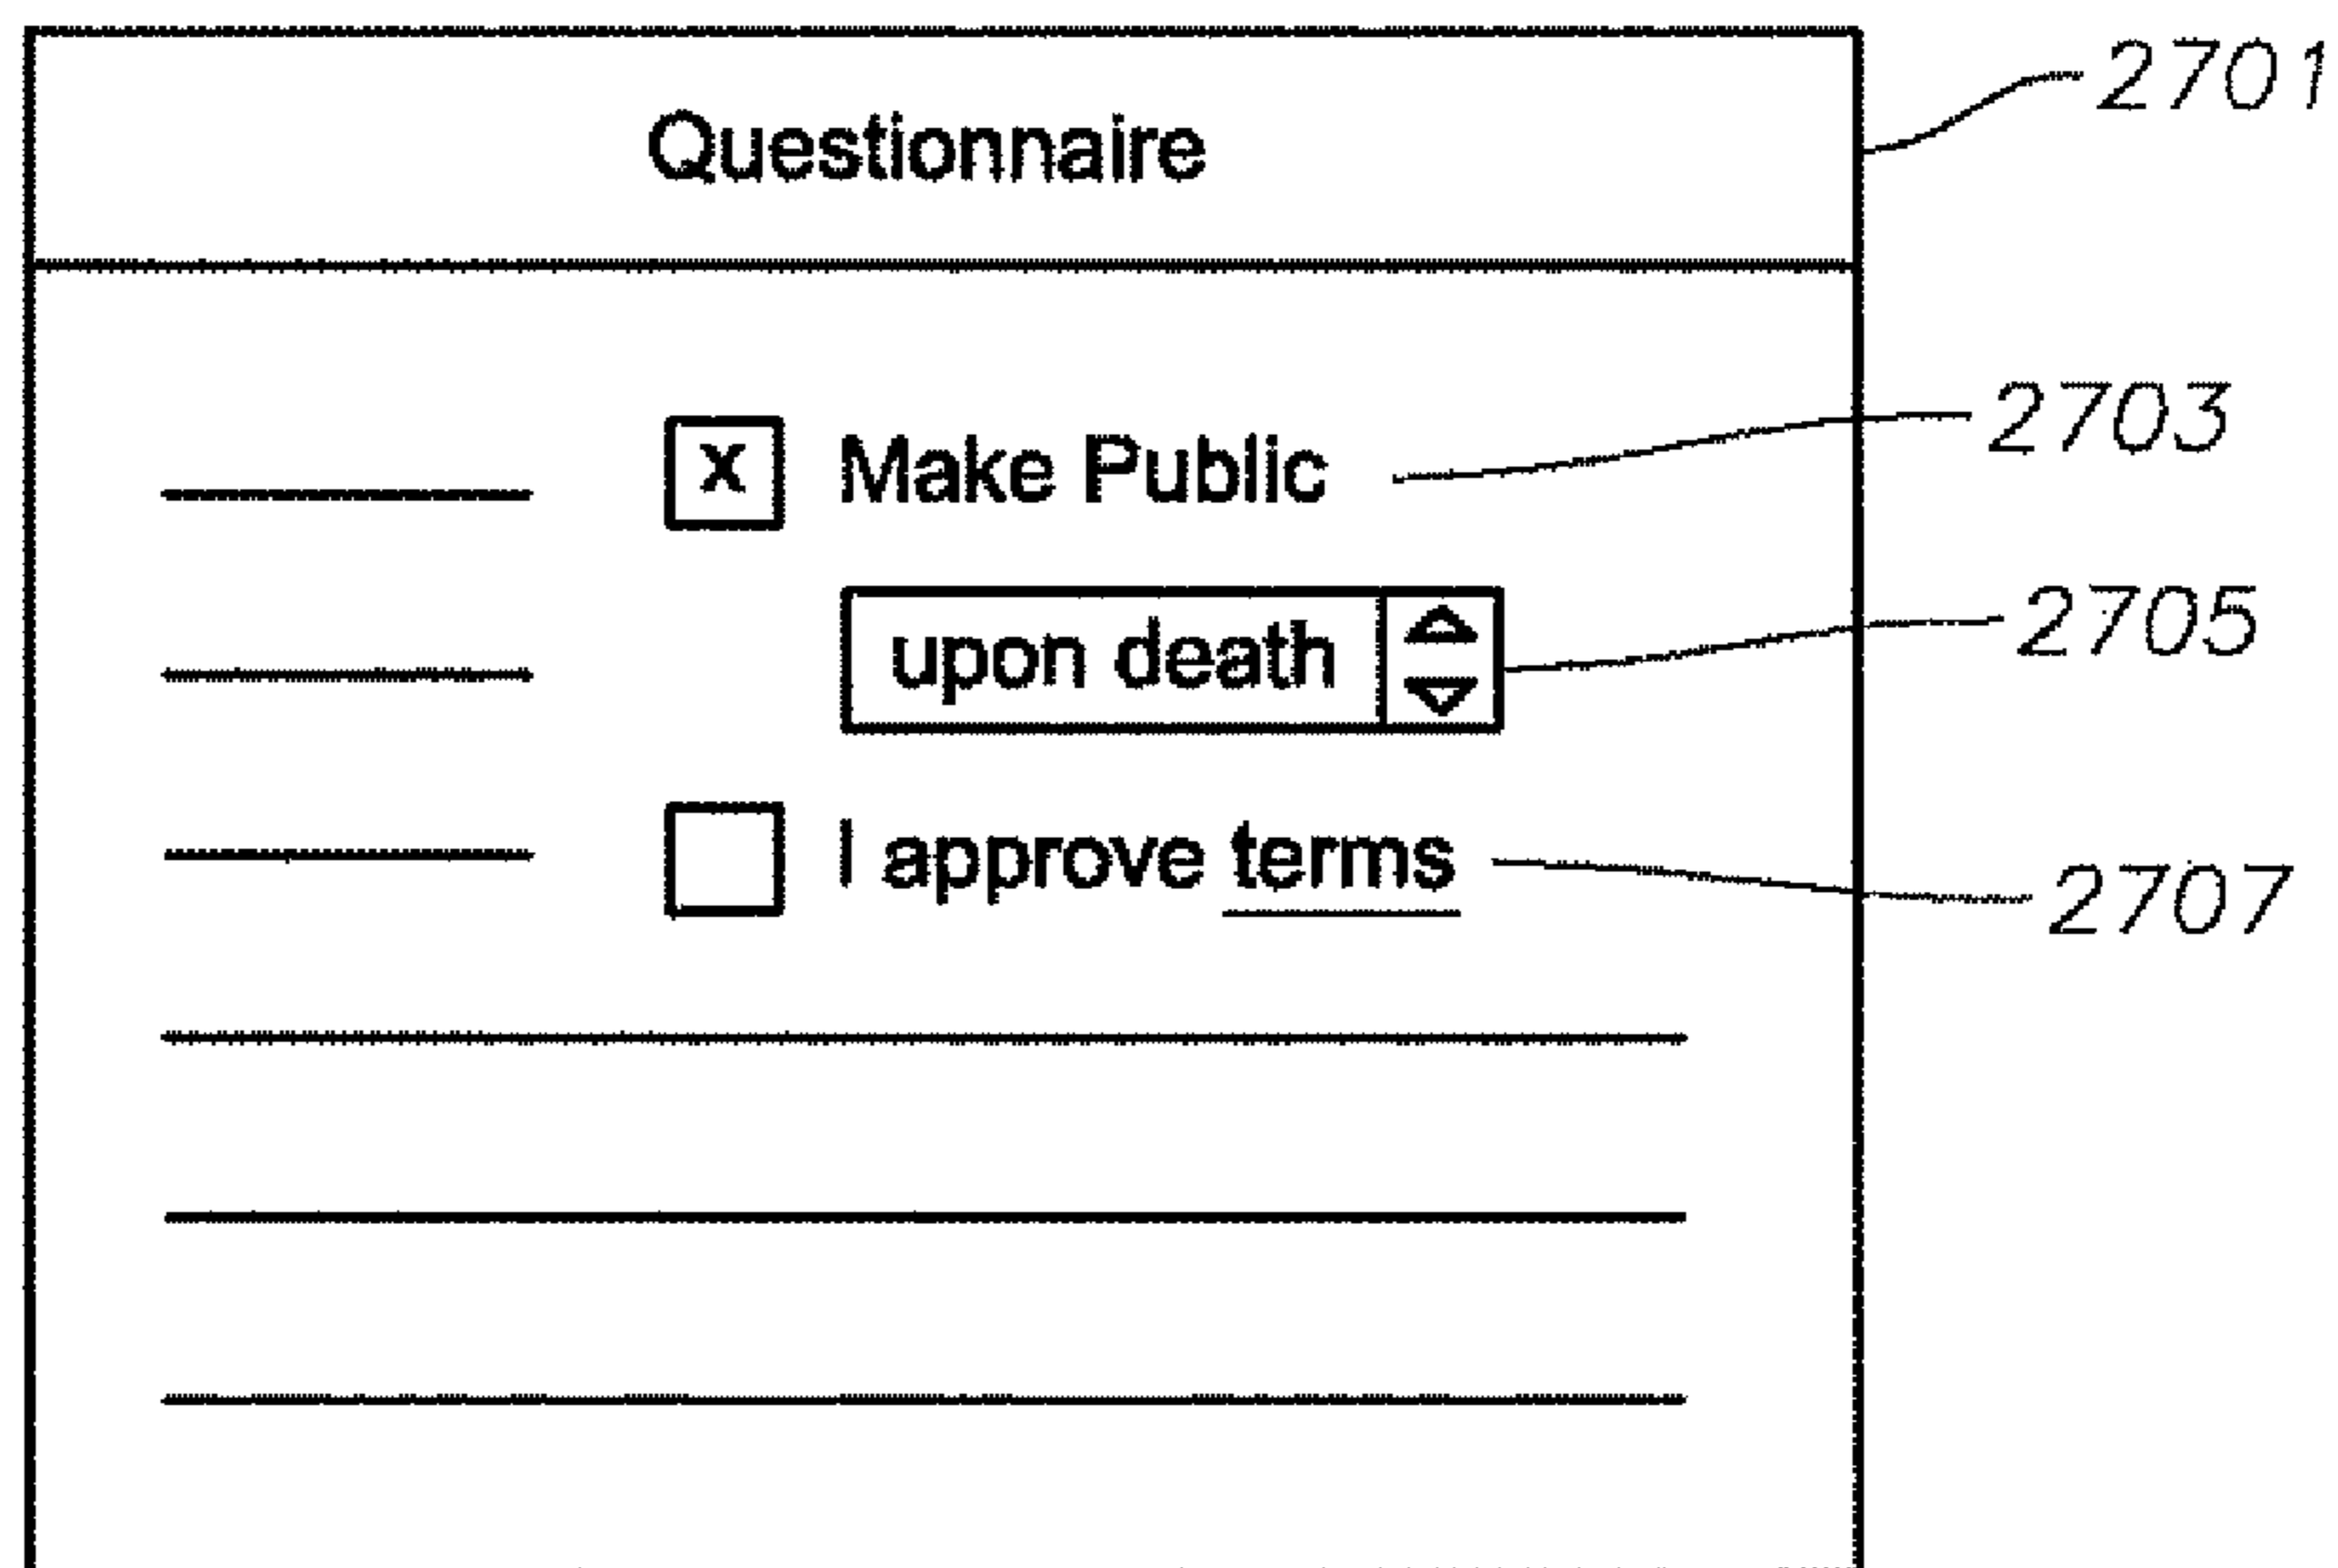 Questionnaire
2701
x Make Public
2703
upon death
2705
I approve terms
2707